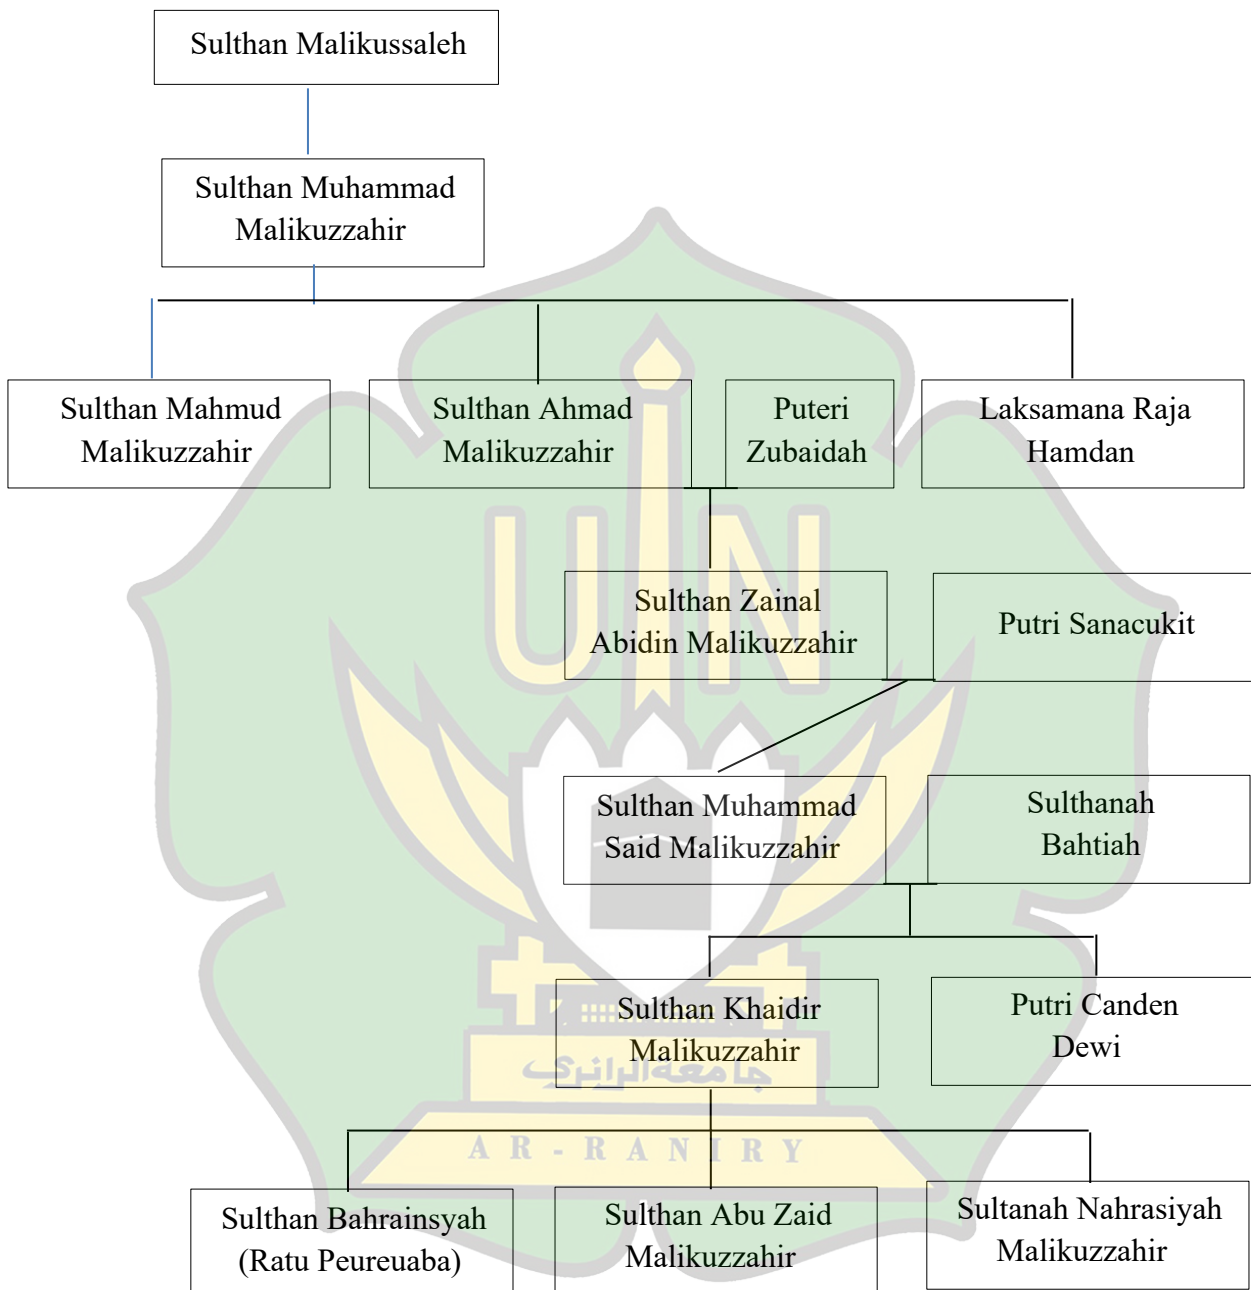 Sulthan Malikussaleh
Sulthan Muhammad
Malikuzzahir
Sulthan Mahmud
Malikuzzahir
Sulthan Ahmad
Malikuzzahir
Puteri
Zubaidah
Laksamana Raja
Hamdan
UIN
Sulthan Zainal
Abidin Malikuzzahir
Putri Sanacukit
Sulthan Muhammad
Said Malikuzzahir
Sulthanah
Bahtiah
Sulthan Khaidir
Malikuzzahir
Putri Canden
Dewi
جامعةالرانري
AR-RANIRY
Sulthan Bahrainsyah
(Ratu Peureuaba)
Sulthan Abu Zaid
Malikuzzahir
Sultanah Nahrasiyah
Malikuzzahir